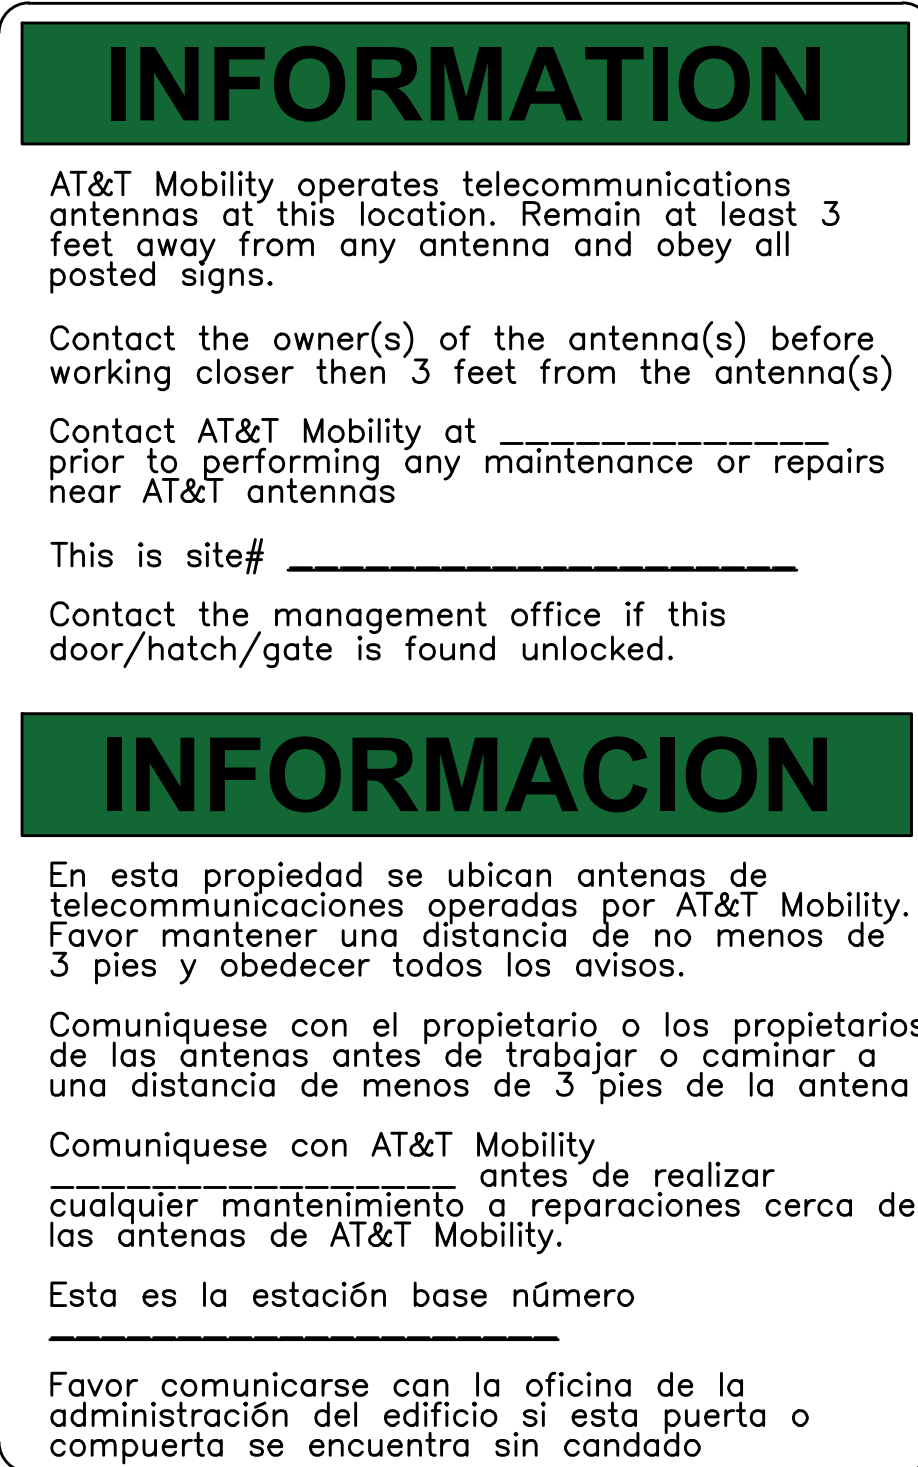 INFORMATION
AT&T Mobility operates telecommunications
antennas at this location. Remain at least 3
feet away from any antenna and obey all
posted signs.
Contact the owner(s) of the antenna(s) before
working closer then 3 feet from the antenna(s)
Contact AT&T Mobility at _____________
prior to performing any maintenance or repairs
near AT&T antennas
This is site# ____________________
Contact the management office if this
door/hatch/gate is found unlocked.
INFORMACION
En esta propiedad se ubican antenas de
telecommunicaciones operadas por AT&T Mobility.
Favor mantener una distancia de no menos de
3 pies y obedecer todos los avisos.
Comuniquese con el propietario o los propietarios
de las antenas antes de trabajar o caminar a
una distancia de menos de 3 pies de la antena
Comuniquese con AT&T Mobility
________________ antes de realizar
cualquier mantenimiento a reparaciones cerca de
las antenas de AT&T Mobility.
Esta es la estación base número
____________________
Favor comunicarse can la oficina de la
administración del edificio si esta puerta o
compuerta se encuentra sin candado